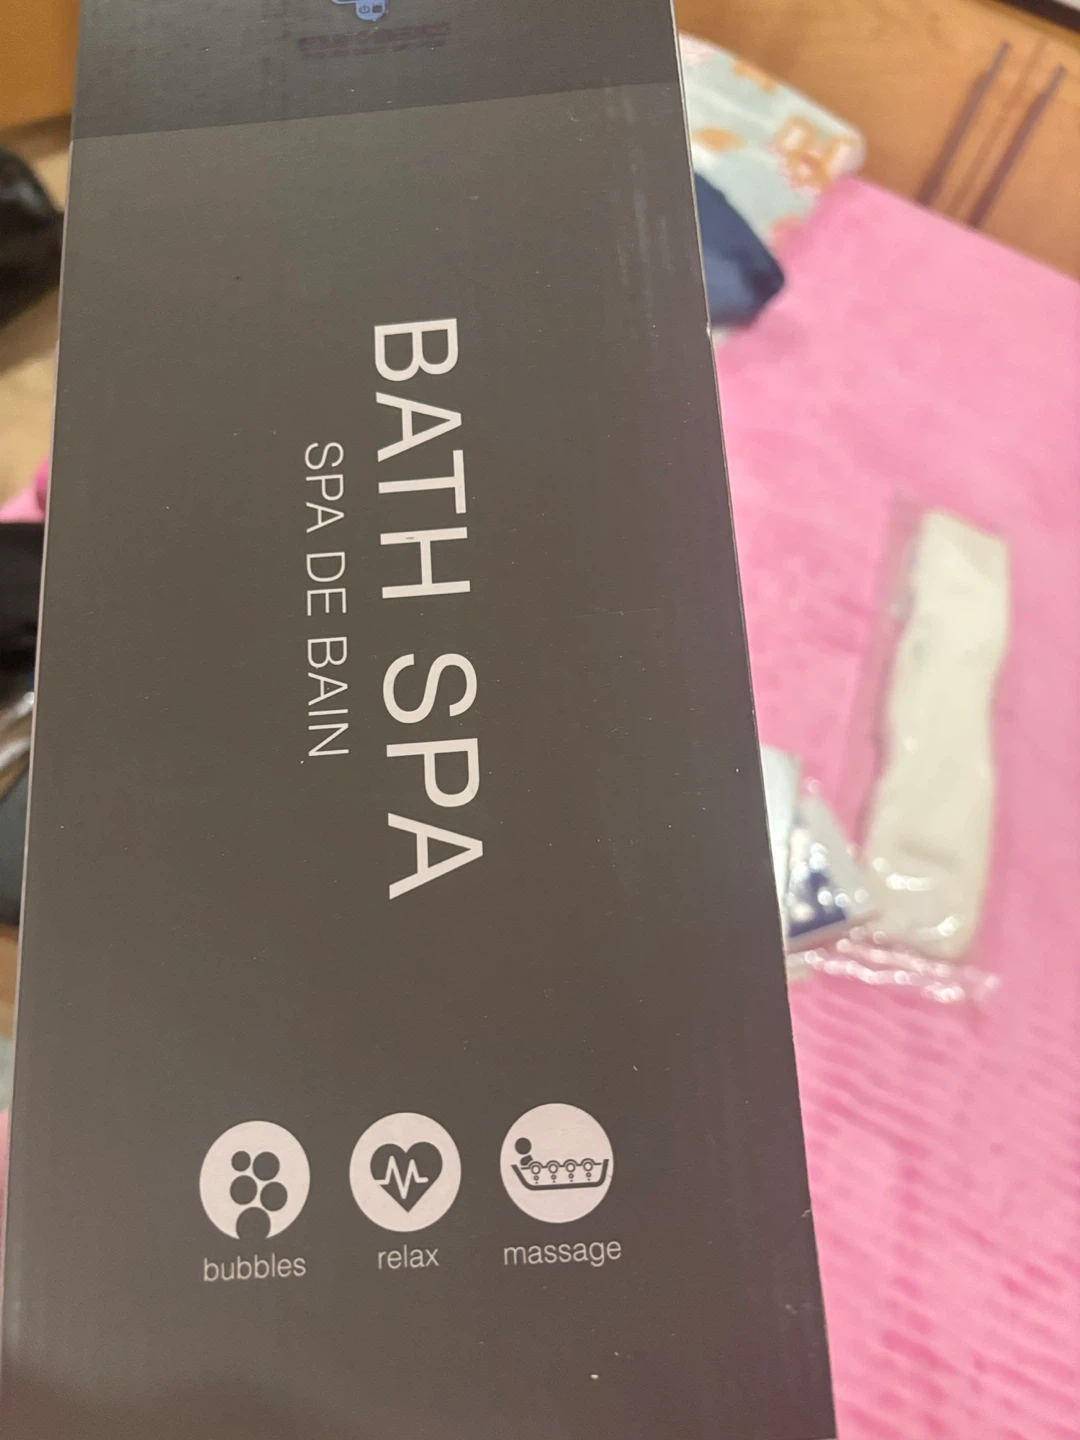 BATH SPA
SPA DE BAIN
bubbles
relax
massage